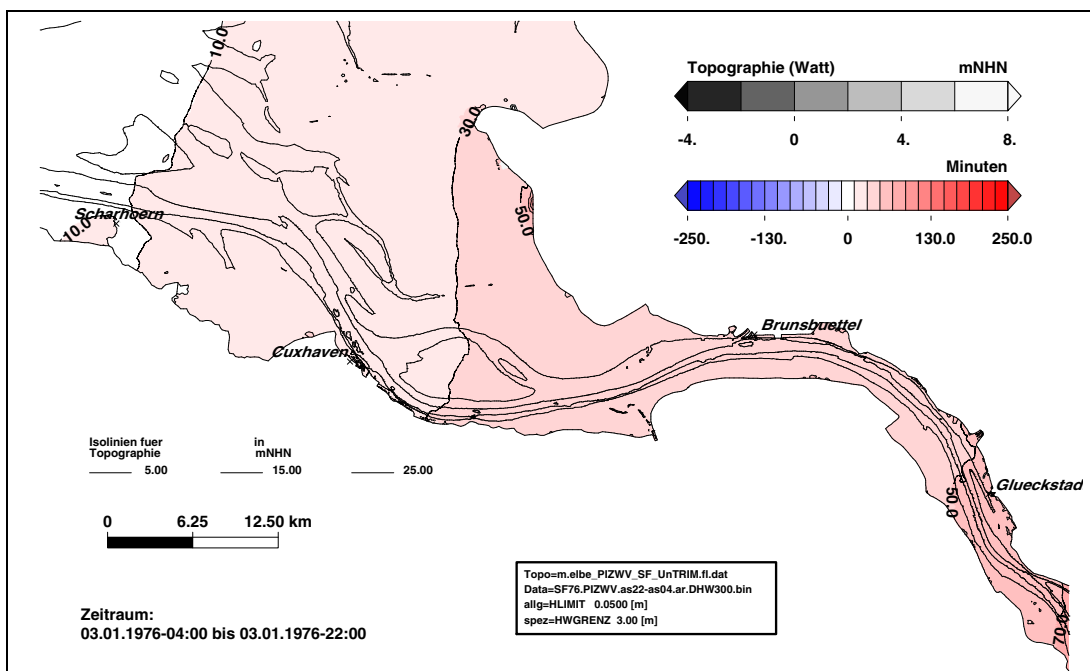 10.0
Topographie (Watt) mNHN
-4. 0 4. 8.
30.0
Minuten
-250. -130. 0 130.0 250.0
50.0
Scharhoern
10.0
Brunsbuettel
Cuxhaven
Isolinien fuer Topographie in mNHN
5.00 15.00 25.00
50.0
Glueckstad
0 6.25 12.50 km
Topo=m.elbe_PIZWV_SF_UnTRIM.fl.dat
Data=SF76.PIZWV.as22-as04.ar.DHW300.bin
allg=HLIMIT 0.0500 [m]
spez=HWGRENZ 3.00 [m]
Zeitraum:
03.01.1976-04:00 bis 03.01.1976-22:00
70.0